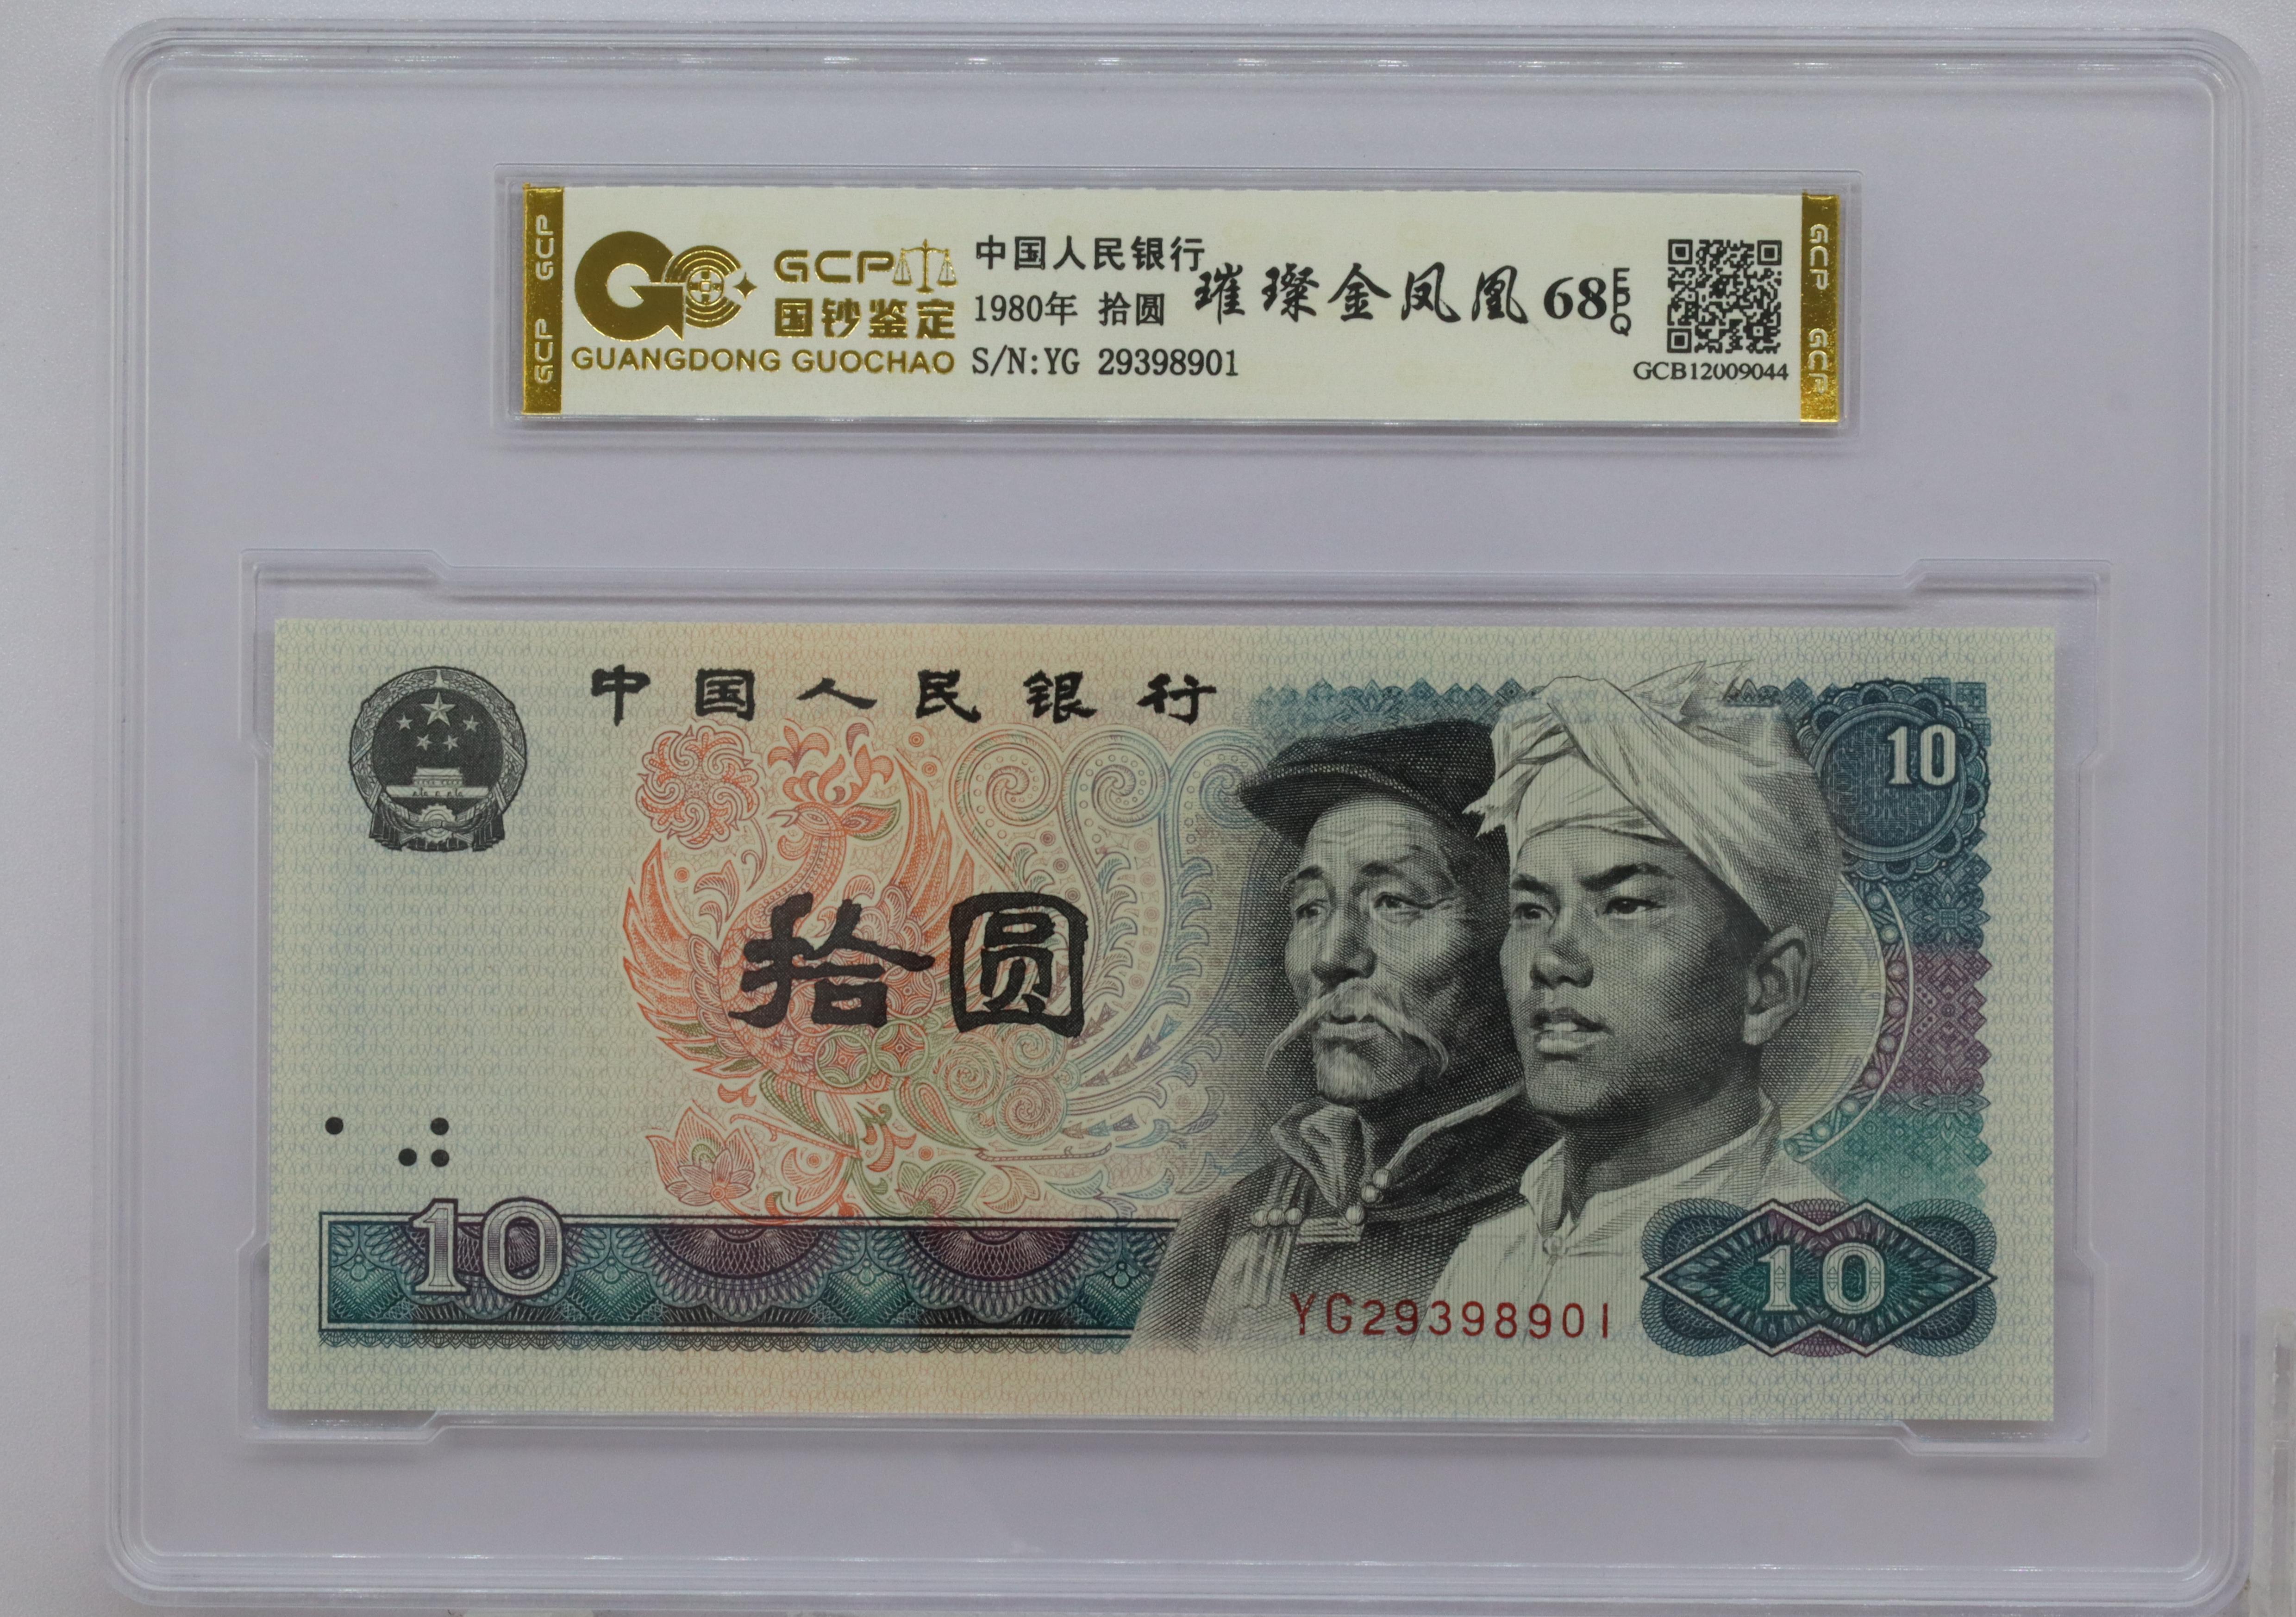 GCP
GCP
GCP
国钞鉴定
GUANGDONG GUOCHAO
中国人民银行
1980年 拾圆
S/N:YG 29398901
璀璨金凤凰
68 EPQ
GCB12009044
GCP
GCP
中国人民银行
10
拾圆
10
YG29398901
10